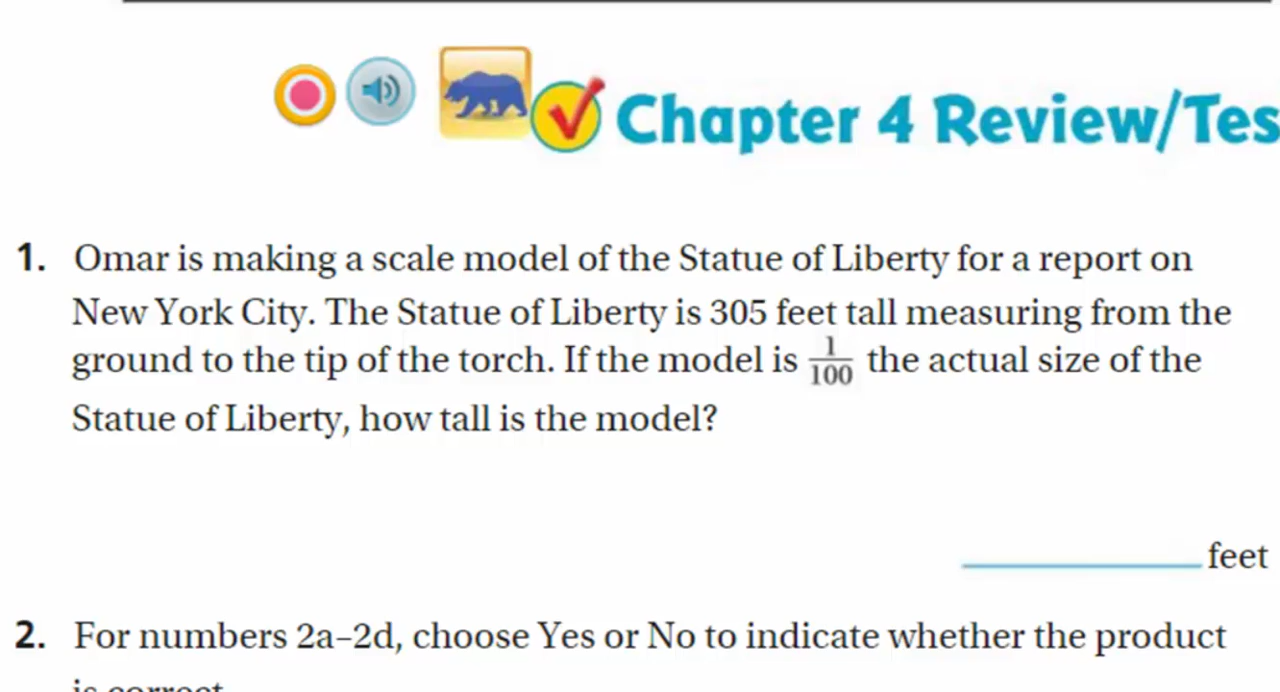 Chapter 4 Review/Tes
1. Omar is making a scale model of the Statue of Liberty for a report on
New York City. The Statue of Liberty is 305 feet tall measuring from the
ground to the tip of the torch. If the model is 1/100 the actual size of the
Statue of Liberty, how tall is the model?
feet
2. For numbers 2a–2d, choose Yes or No to indicate whether the product
is correct